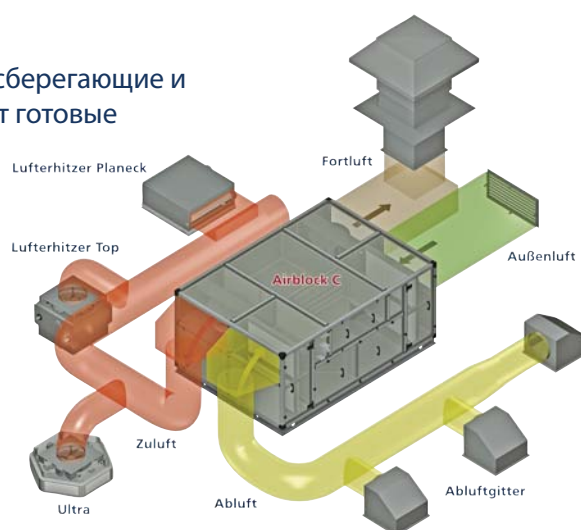 сберегающие и
т готовые
Lufterhitzer Planeck
Fortluft
Lufterhitzer Top
Außenluft
Airblock C
Zuluft
Abluft
Abluftgitter
Ultra